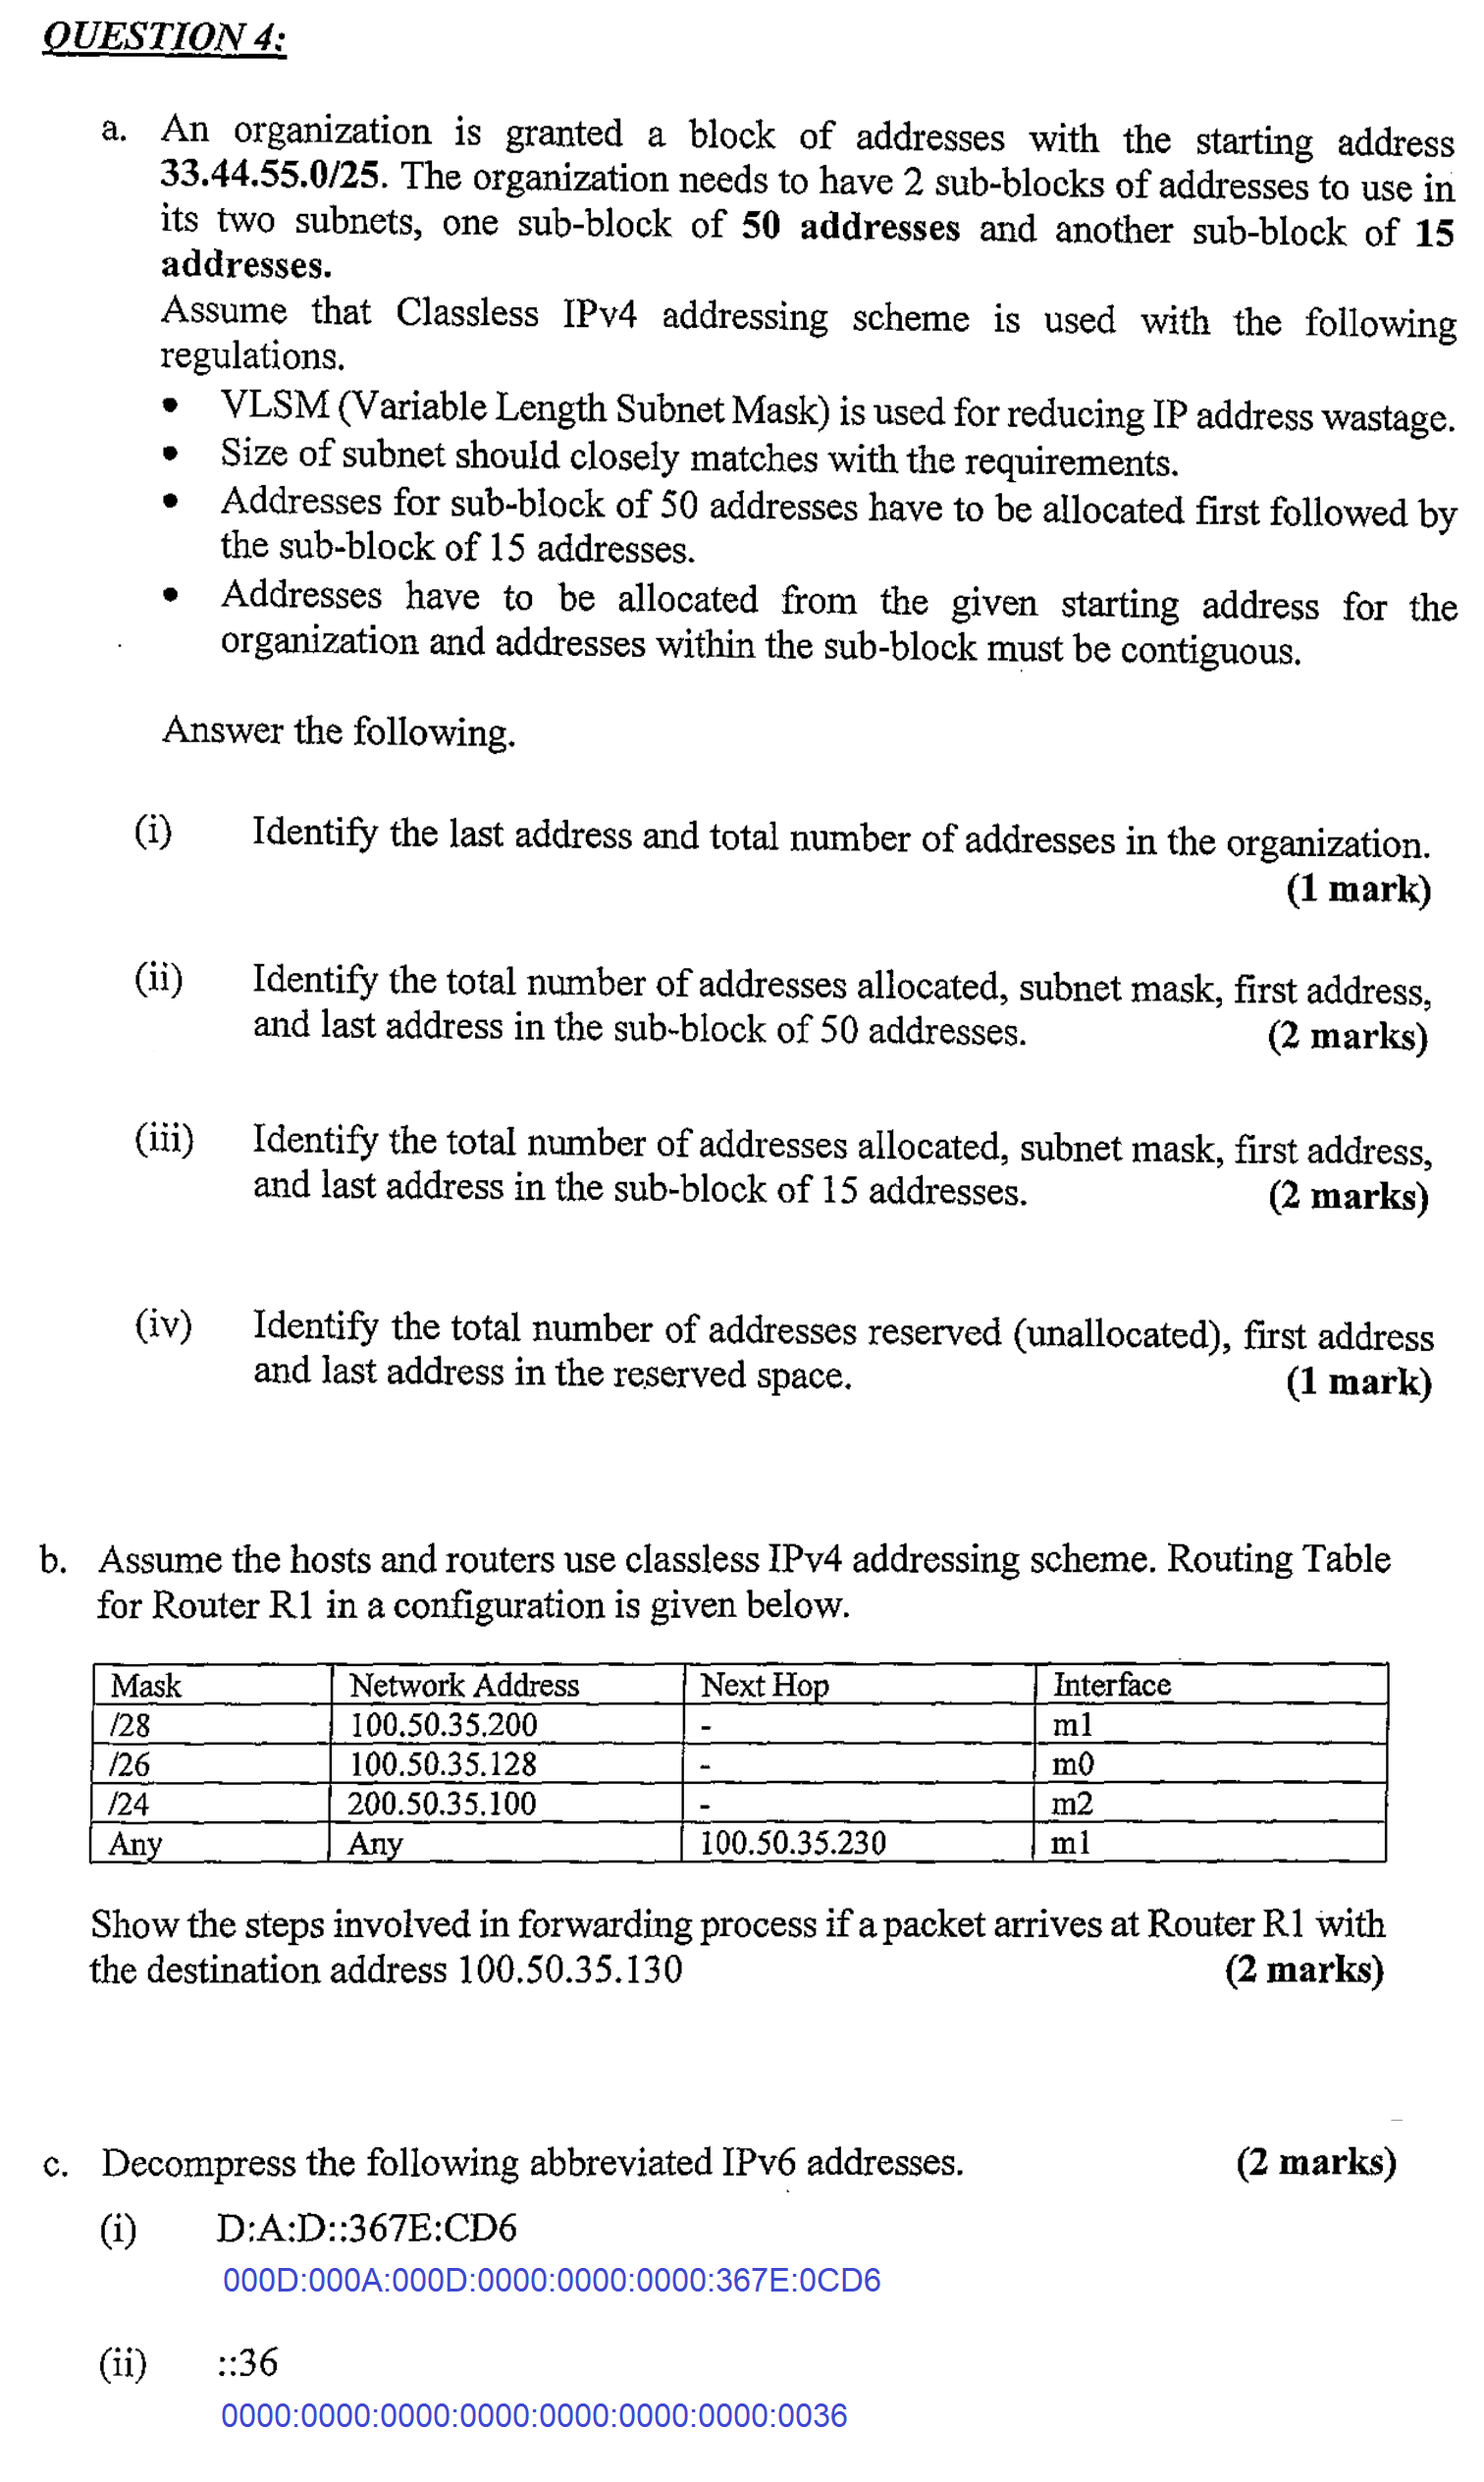 QUESTION 4:
a. An organization is granted a block of addresses with the starting address
33.44.55.0/25. The organization needs to have 2 sub-blocks of addresses to use in
its two subnets, one sub-block of 50 addresses and another sub-block of 15
addresses.
Assume that Classless IPv4 addressing scheme is used with the following
regulations.
• VLSM (Variable Length Subnet Mask) is used for reducing IP address wastage.
• Size of subnet should closely matches with the requirements.
• Addresses for sub-block of 50 addresses have to be allocated first followed by
the sub-block of 15 addresses.
• Addresses have to be allocated from the given starting address for the
organization and addresses within the sub-block must be contiguous.
Answer the following.
(i) Identify the last address and total number of addresses in the organization.
(1 mark)
(ii) Identify the total number of addresses allocated, subnet mask, first address,
and last address in the sub-block of 50 addresses. (2 marks)
(iii) Identify the total number of addresses allocated, subnet mask, first address,
and last address in the sub-block of 15 addresses. (2 marks)
(iv) Identify the total number of addresses reserved (unallocated), first address
and last address in the reserved space. (1 mark)
b. Assume the hosts and routers use classless IPv4 addressing scheme. Routing Table
for Router R1 in a configuration is given below.
Mask Network Address Next Hop Interface
/28 100.50.35.200 - m1
/26 100.50.35.128 - m0
/24 200.50.35.100 - m2
Any Any 100.50.35.230 m1
Show the steps involved in forwarding process if a packet arrives at Router R1 with
the destination address 100.50.35.130 (2 marks)
c. Decompress the following abbreviated IPv6 addresses. (2 marks)
(i) D:A:D::367E:CD6
000D:000A:000D:0000:0000:0000:367E:0CD6
(ii) ::36
0000:0000:0000:0000:0000:0000:0000:0036